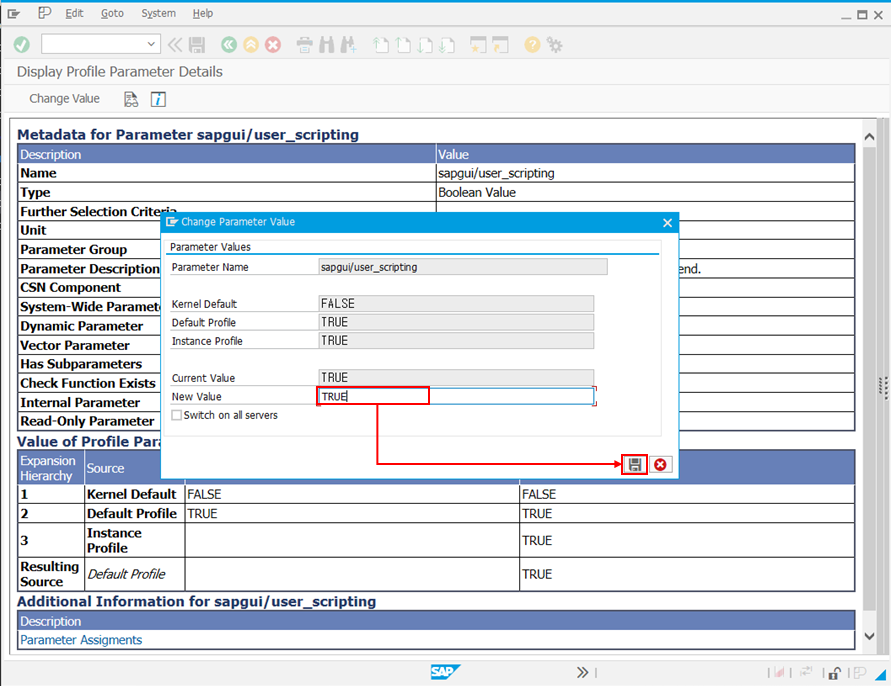 Edit Goto System Help
Display Profile Parameter Details
Change Value
Metadata for Parameter sapgui/user_scripting
Description Value
Name sapgui/user_scripting
Type Boolean Value
Further Selection Criteria
Unit
Parameter Group
Parameter Description end.
CSN Component
System-Wide Paramet
Dynamic Parameter
Vector Parameter
Has Subparameters
Check Function Exists
Internal Parameter
Read-Only Parameter
Change Parameter Value
Parameter Values
Parameter Name sapgui/user_scripting
Kernel Default FALSE
Default Profile TRUE
Instance Profile TRUE
Current Value TRUE
New Value TRUE
Switch on all servers
Value of Profile Para
Expansion
Hierarchy Source
1 Kernel Default FALSE FALSE
2 Default Profile TRUE TRUE
3 Instance
Profile TRUE
Resulting
Source Default Profile TRUE
Additional Information for sapgui/user_scripting
Description
Parameter Assigments
SAP